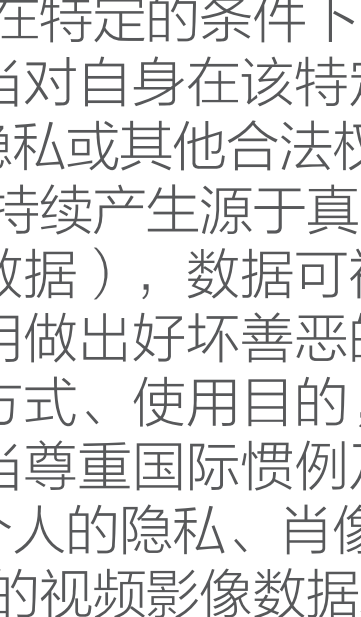 在特定的条件下
当对自身在该特定
隐私或其他合法权
持续产生源于真
数据），数据可被
用做出好坏善恶的
方式、使用目的，
当尊重国际惯例及
个人的隐私、肖像
的视频影像数据